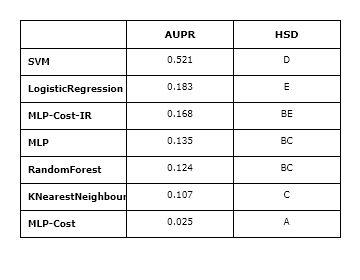 AUPR HSD
SVM 0.521 D
LogisticRegression 0.183 E
MLP-Cost-IR 0.168 BE
MLP 0.135 BC
RandomForest 0.124 BC
KNearestNeighbour 0.107 C
MLP-Cost 0.025 A